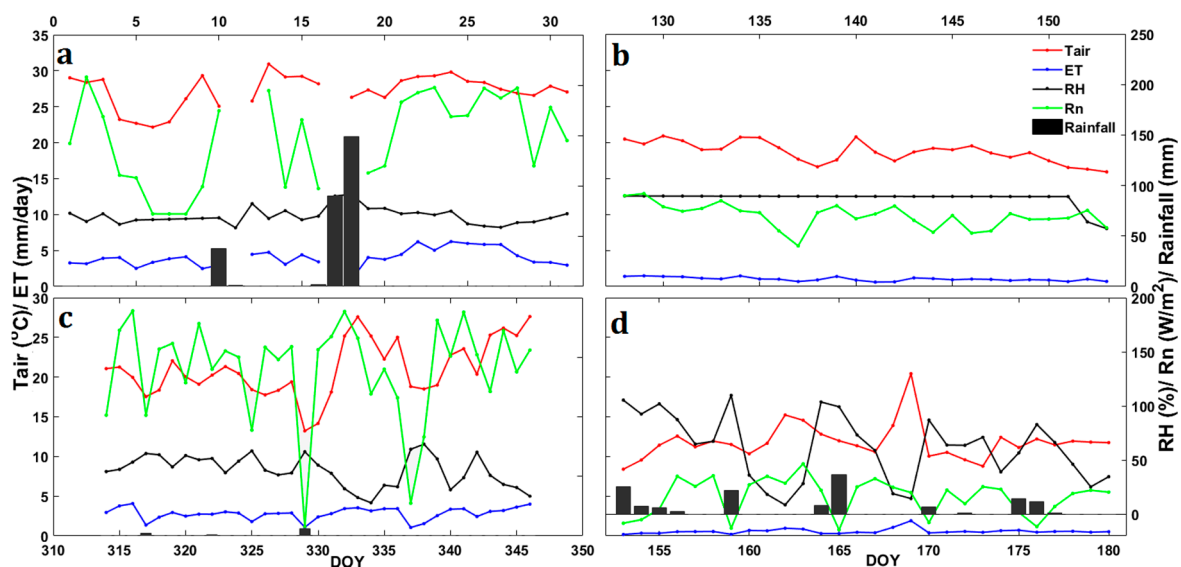 0 5 10 15 20 25 30
130 135 140 145 150
35 30 25 20 15 10 5 0
a
b
Tair
ET
RH
Rn
Rainfall
250 200 150 100 50 0
30 25 20 15 10 5 0
c
d
200 150 100 50 0
Tair (°C)/ ET (mm/day)
RH (%)/ Rn (W/m²)/ Rainfall (mm)
310 315 320 325 330 335 340 345 350
155 160 165 170 175 180
DOY
DOY